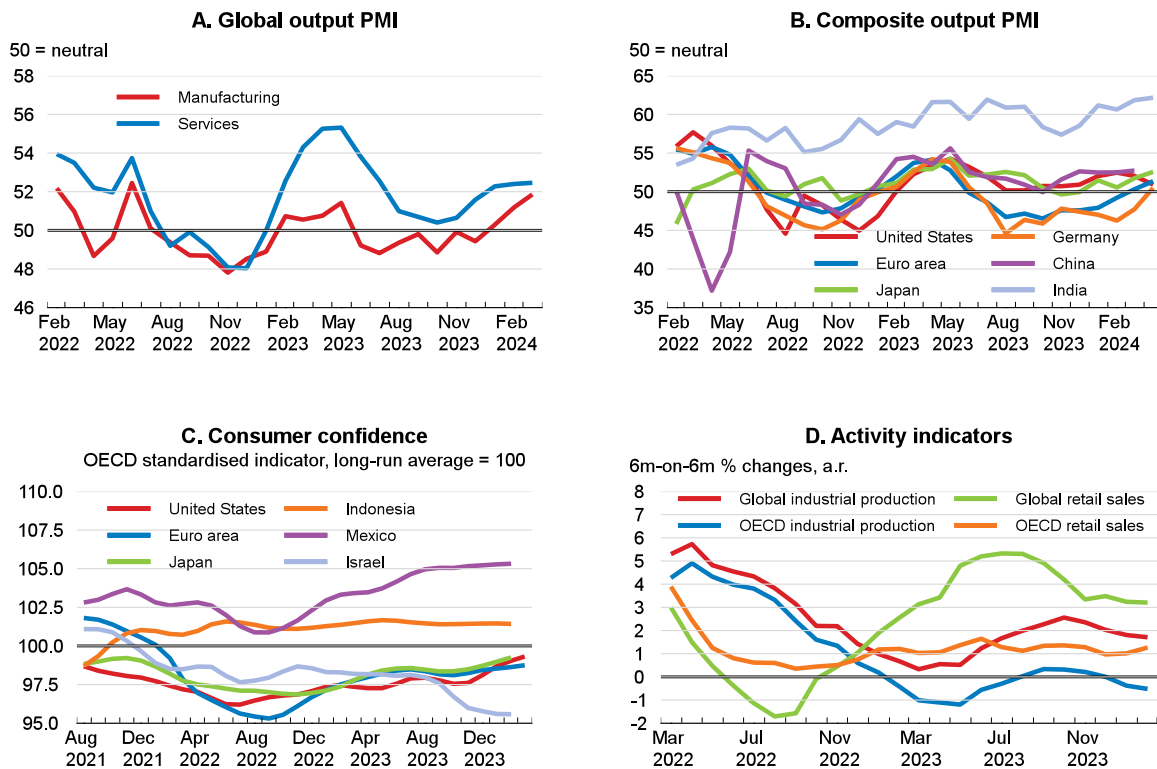 A. Global output PMI
50 = neutral
58
56
54
52
50
48
46
Manufacturing
Services
Feb 2022
May 2022
Aug 2022
Nov 2022
Feb 2023
May 2023
Aug 2023
Nov 2023
Feb 2024
B. Composite output PMI
50 = neutral
65
60
55
50
45
40
35
United States
Euro area
Japan
Germany
China
India
Feb 2022
May 2022
Aug 2022
Nov 2022
Feb 2023
May 2023
Aug 2023
Nov 2023
Feb 2024
C. Consumer confidence
OECD standardised indicator, long-run average = 100
110.0
107.5
105.0
102.5
100.0
97.5
95.0
United States
Euro area
Japan
Indonesia
Mexico
Israel
Aug 2021
Dec 2021
Apr 2022
Aug 2022
Dec 2022
Apr 2023
Aug 2023
Dec 2023
D. Activity indicators
6m-on-6m % changes, a.r.
8
7
6
5
4
3
2
1
0
-1
-2
Global industrial production
OECD industrial production
Global retail sales
OECD retail sales
Mar 2022
Jul 2022
Nov 2022
Mar 2023
Jul 2023
Nov 2023